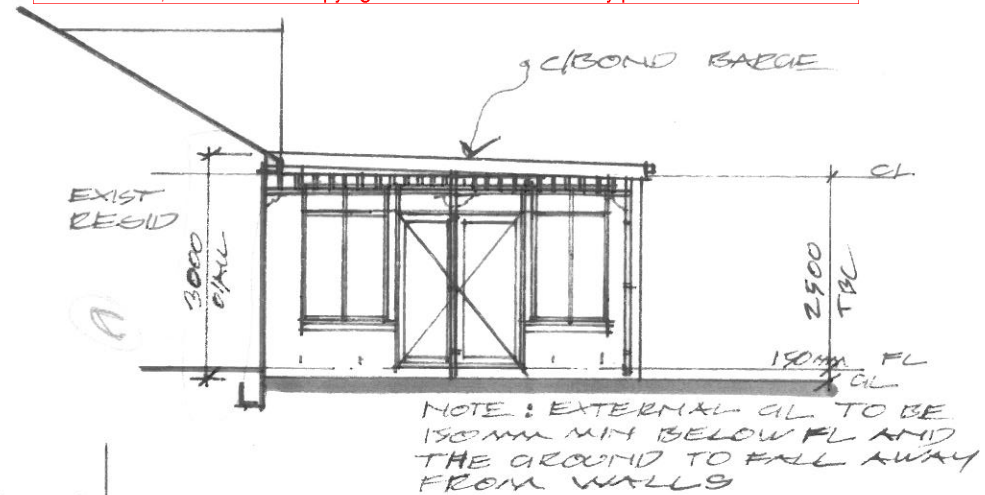 C/BOND BARGE
CL
EXIST
RESID
3000
O/ALL
TBC
150mm FL
GL
NOTE : EXTERNAL GL TO BE
150MM MIN BELOW FL AND
THE GROUND TO FALL AWAY
FROM WALLS